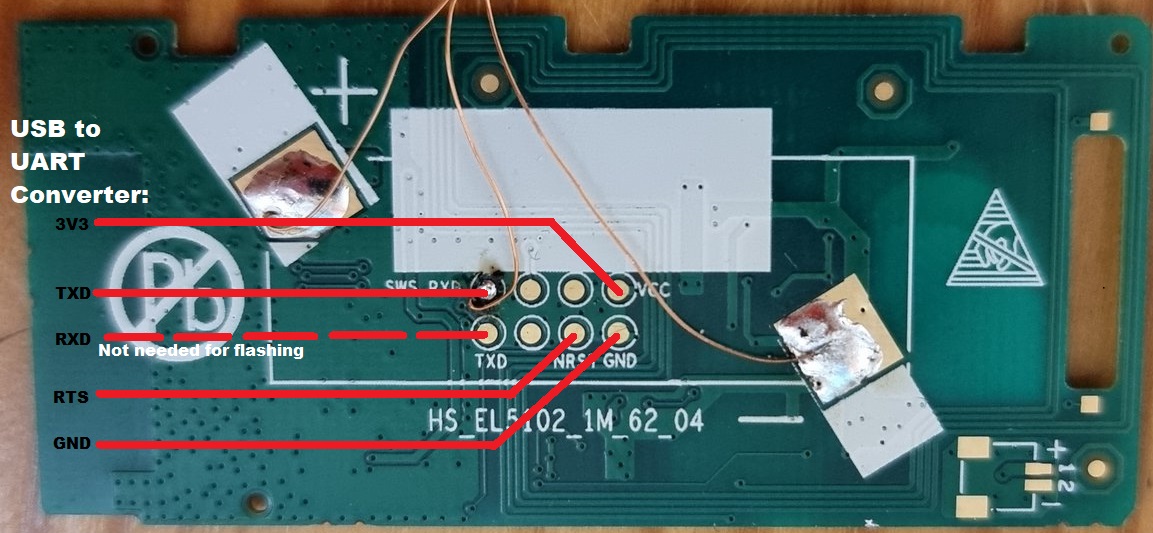 USB to
UART
Converter:
3V3
TXD
RXD
Not needed for flashing
RTS
GND
Pb
SWS RXD
VCC
TXD
NRST
GND
HS_EL5102_1M_62_04
+
1
2
-